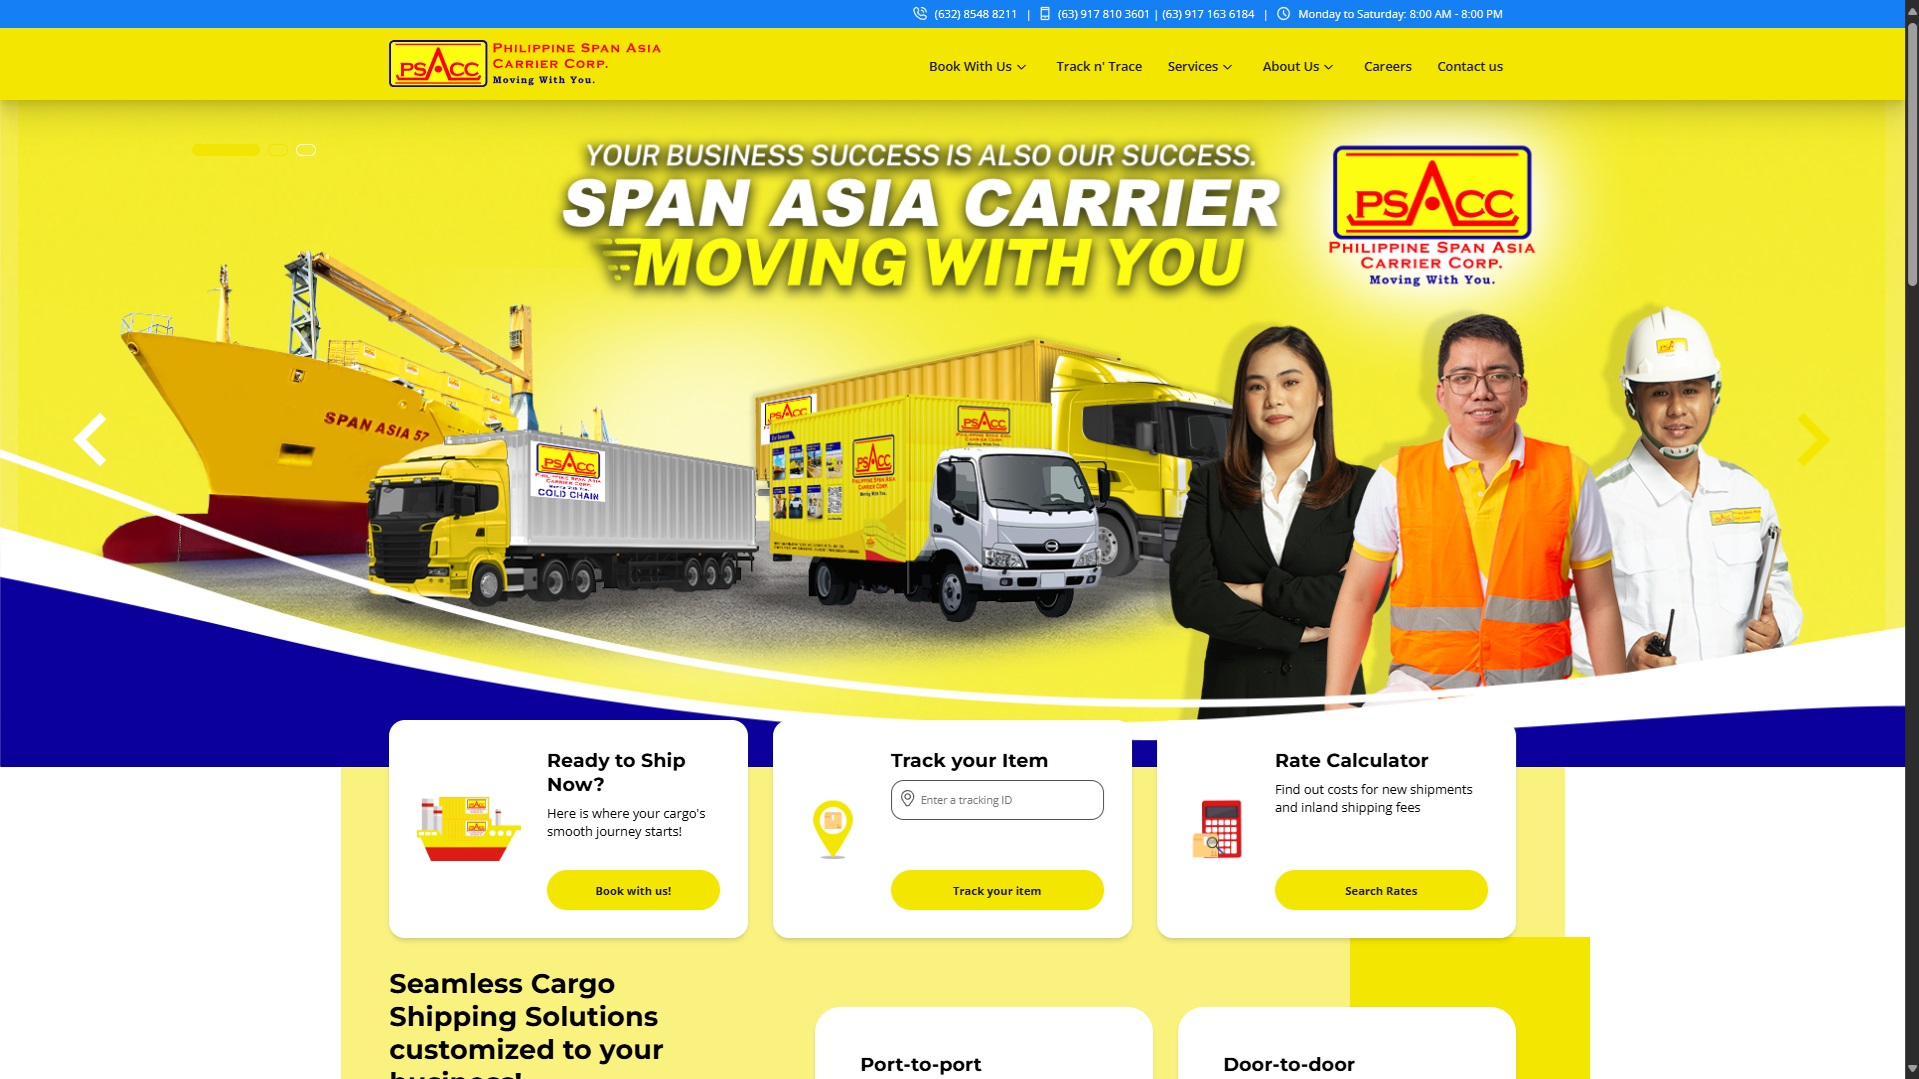 (632) 8548 8211 | (63) 917 810 3601 | (63) 917 163 6184 | Monday to Saturday: 8:00 AM - 8:00 PM
PSACC
PHILIPPINE SPAN ASIA
CARRIER CORP.
Moving With You.
Book With Us
Track n' Trace
Services
About Us
Careers
Contact us
YOUR BUSINESS SUCCESS IS ALSO OUR SUCCESS.
SPAN ASIA CARRIER
MOVING WITH YOU
PSACC
PHILIPPINE SPAN ASIA
CARRIER CORP.
Moving With You.
SPAN ASIA 57
PSACC
COLD CHAIN
PSACC
PSACC
PSACC
Ready to Ship
Now?
Here is where your cargo's
smooth journey starts!
Book with us!
Track your Item
Enter a tracking ID
Track your item
Rate Calculator
Find out costs for new shipments
and inland shipping fees
Search Rates
Seamless Cargo
Shipping Solutions
customized to your
business!
Port-to-port
Door-to-door